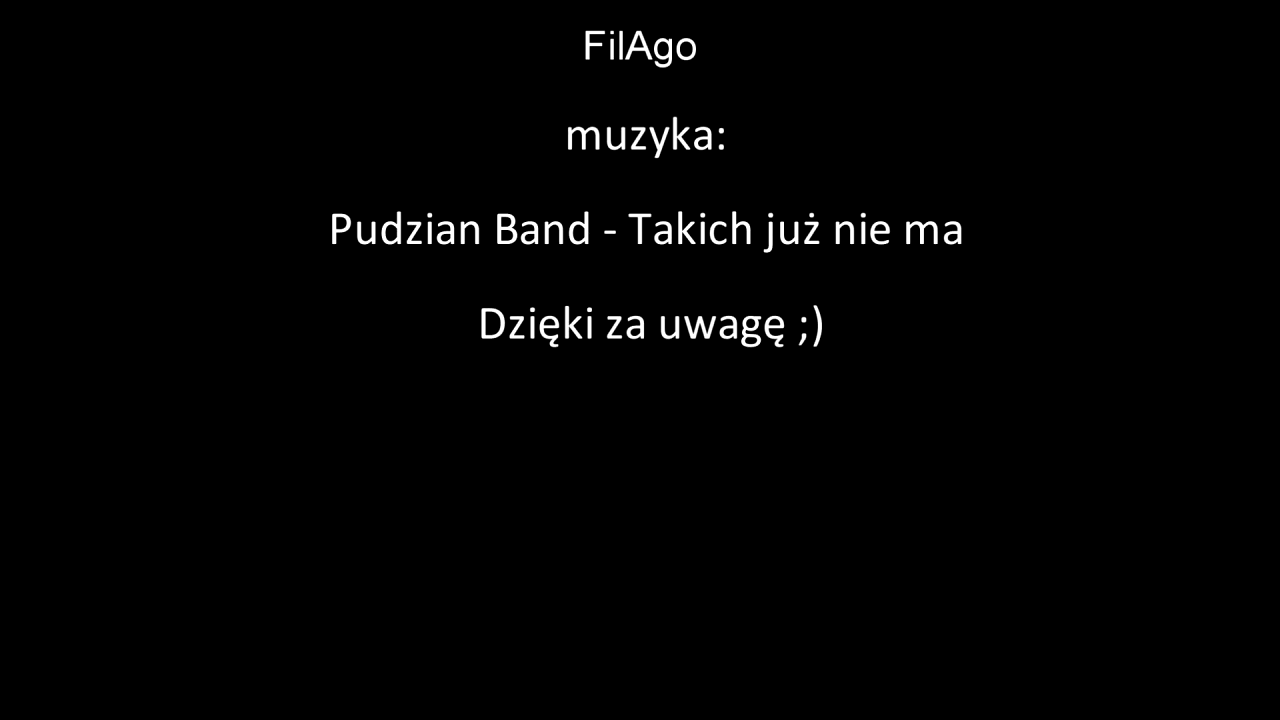 FilAgo
muzyka:
Pudzian Band - Takich już nie ma
Dzięki za uwagę ;)